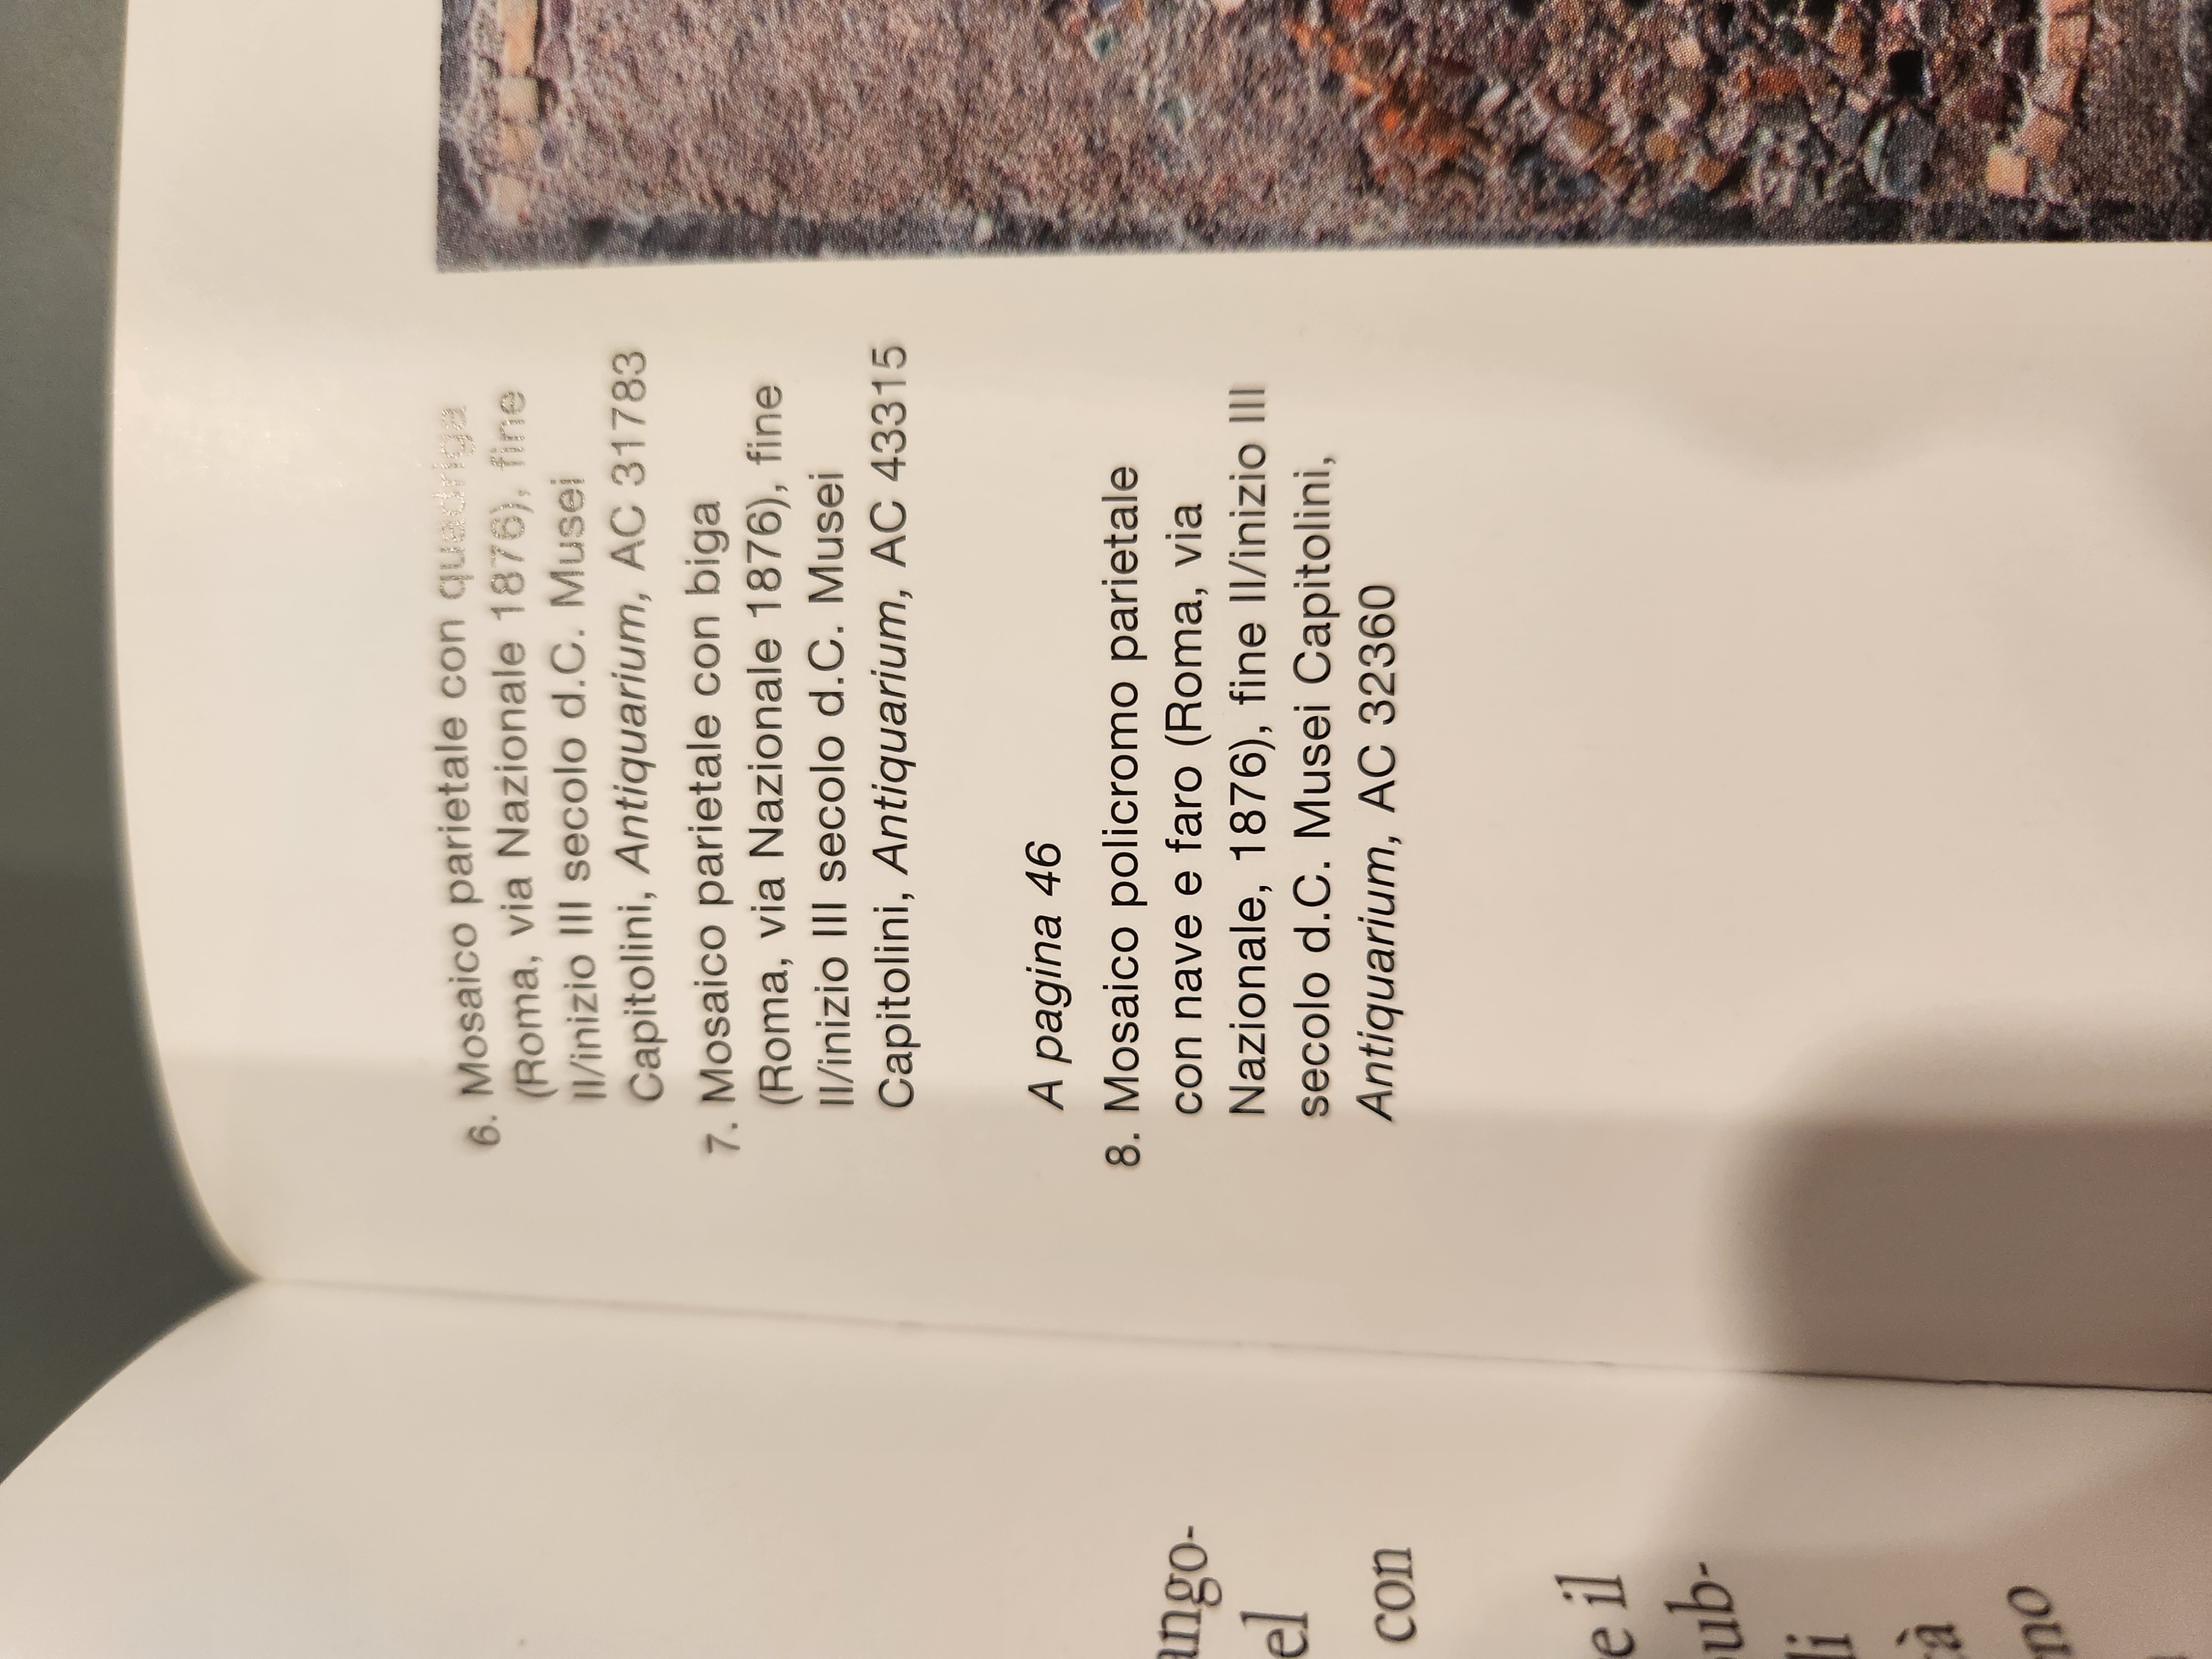 6. Mosaico parietale con quadriga
(Roma, via Nazionale 1876), fine
II/inizio III secolo d.C. Musei
Capitolini, Antiquarium, AC 31783
7. Mosaico parietale con biga
(Roma, via Nazionale 1876), fine
II/inizio III secolo d.C. Musei
Capitolini, Antiquarium, AC 43315
A pagina 46
8. Mosaico policromo parietale
con nave e faro (Roma, via
Nazionale, 1876), fine II/inizio III
secolo d.C. Musei Capitolini,
Antiquarium, AC 32360
ango-
el
con
e il